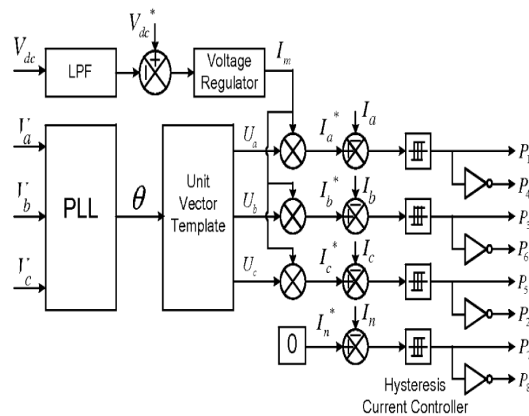 V_dc*
V_dc
LPF
Voltage
Regulator
I_m
V_a
V_b
V_c
PLL
θ
Unit
Vector
Template
U_a
U_b
U_c
I_a*
I_a
I_b*
I_b
I_c*
I_c
I_n*
I_n
0
P_1
P_4
P_3
P_6
P_5
P_2
P_7
P_8
Hysteresis
Current Controller